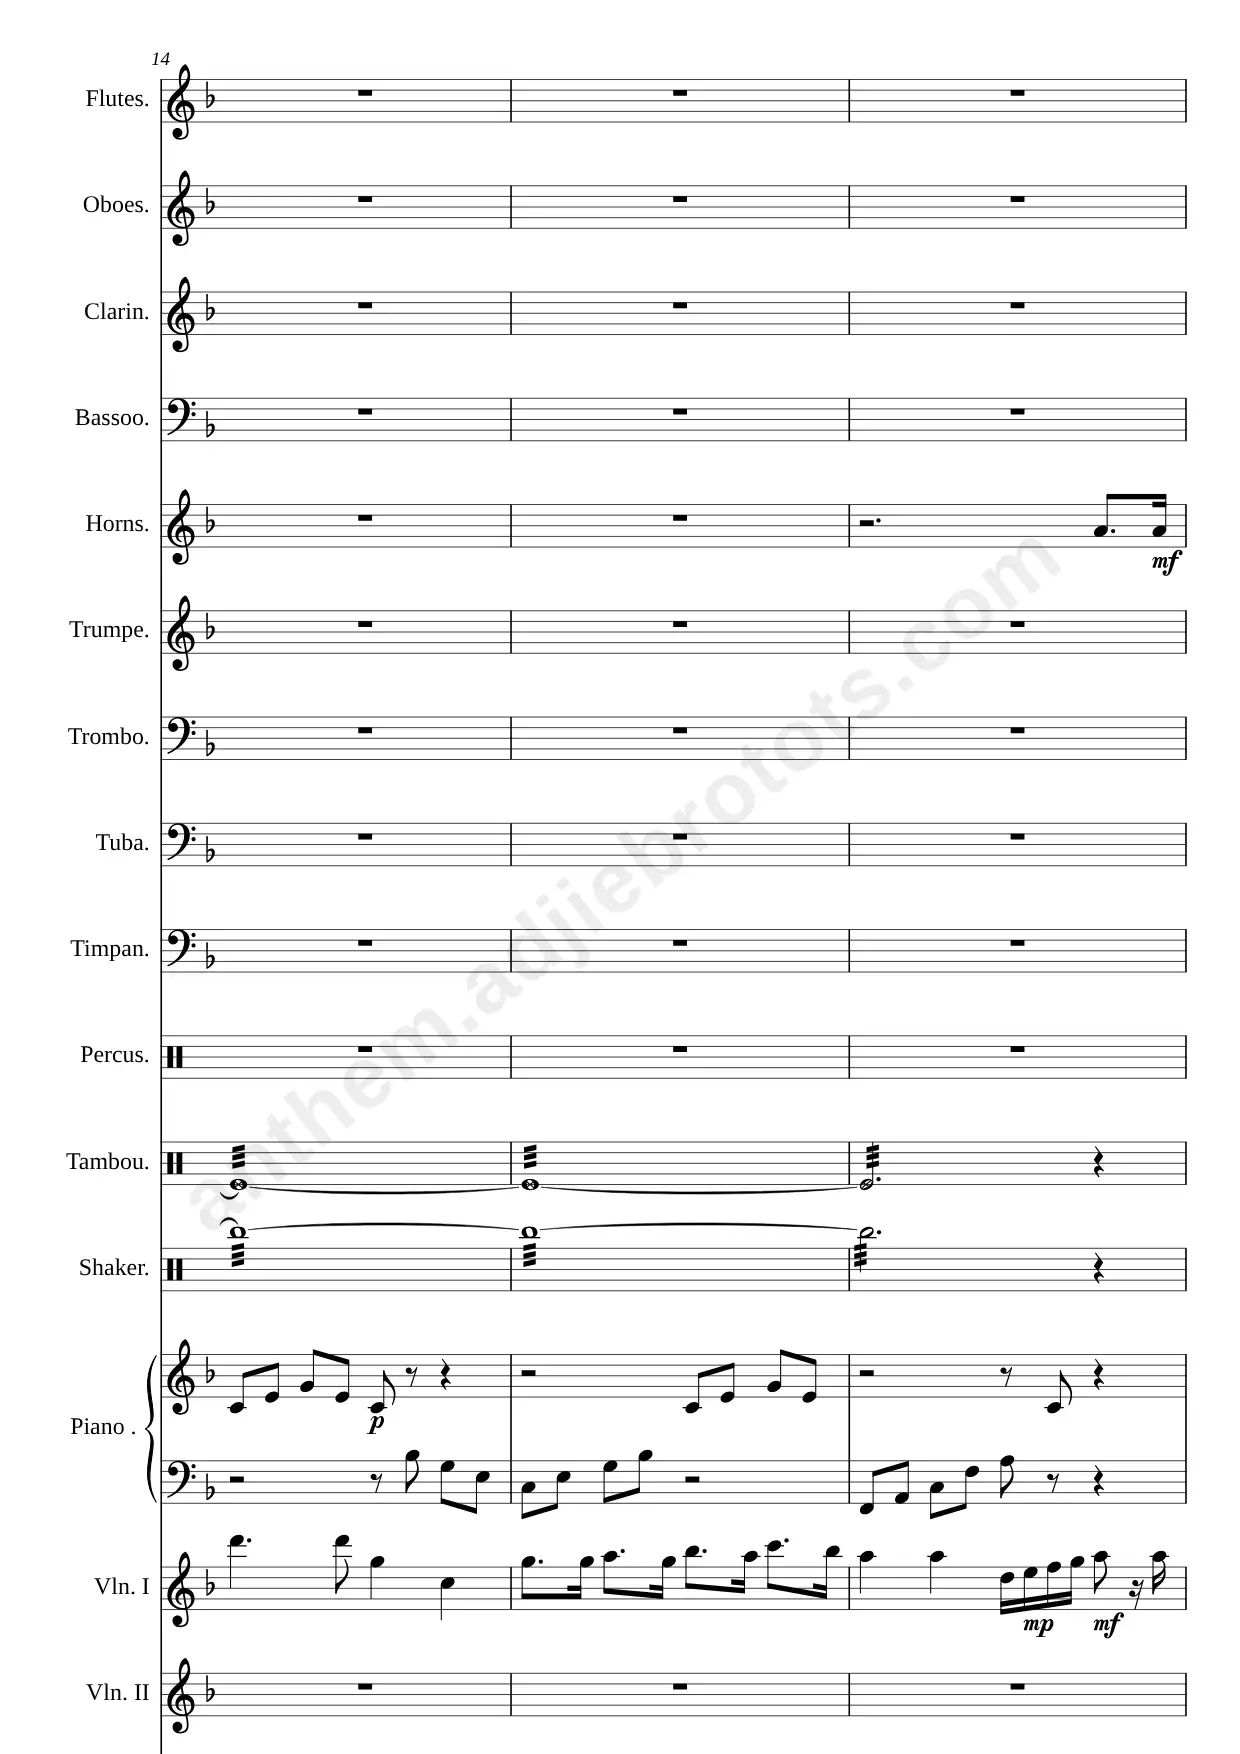 14
Flutes.
Oboes.
Clarin.
Bassoo.
Horns.
mf
Trumpe.
Trombo.
Tuba.
Timpan.
Percus.
Tambou.
Shaker.
Piano .
p
Vln. I
mp mf
Vln. II
anthem.adjiebrotots.com